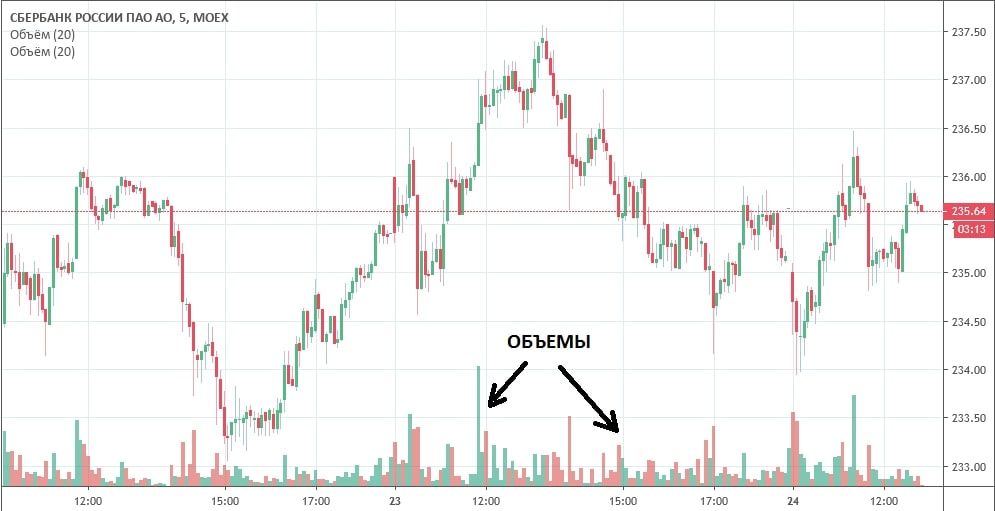 СБЕРБАНК РОССИИ ПАО АО, 5, MOEX
Объём (20)
Объём (20)
237.50
237.00
236.50
236.00
235.64
03:13
235.00
234.50
ОБЪЕМЫ
234.00
233.50
233.00
12:00 15:00 17:00 23 12:00 15:00 17:00 24 12:00